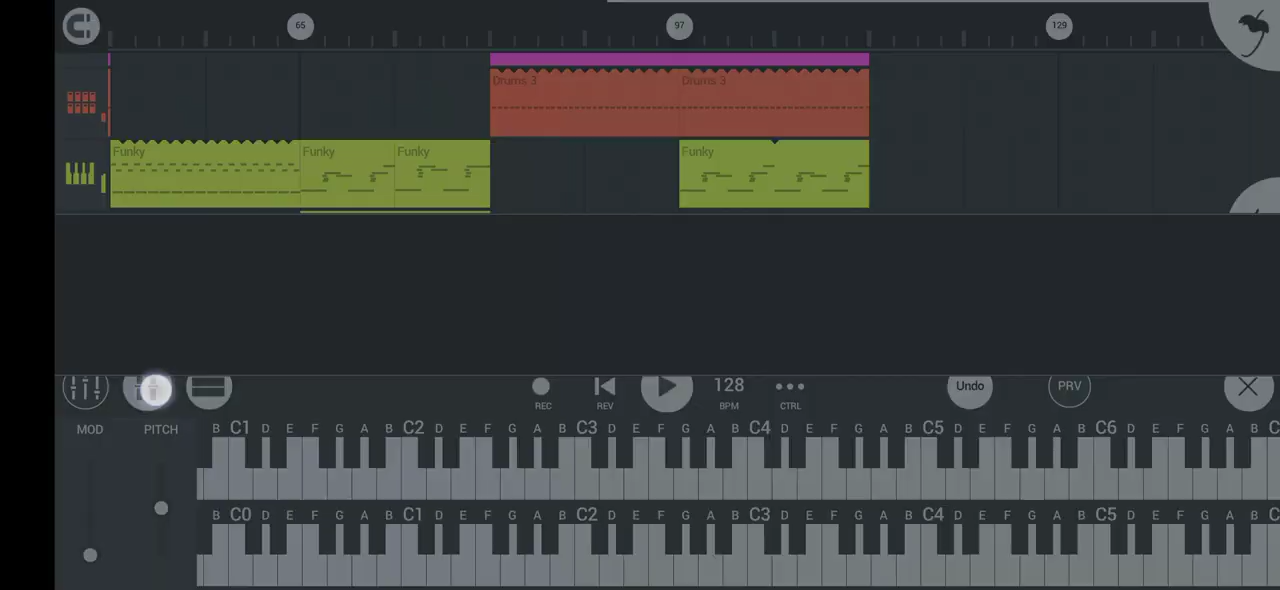 65 97 129
Drums 3 Drums 3
Funky Funky Funky Funky
128 Undo PRV
REC REV BPM CTRL
MOD PITCH B C1 D E F G A B C2 D E F G A B C3 D E F G A B C4 D E F G A B C5 D E F G A B C6 D E F G A B C
B C0 D E F G A B C1 D E F G A B C2 D E F G A B C3 D E F G A B C4 D E F G A B C5 D E F G A B C